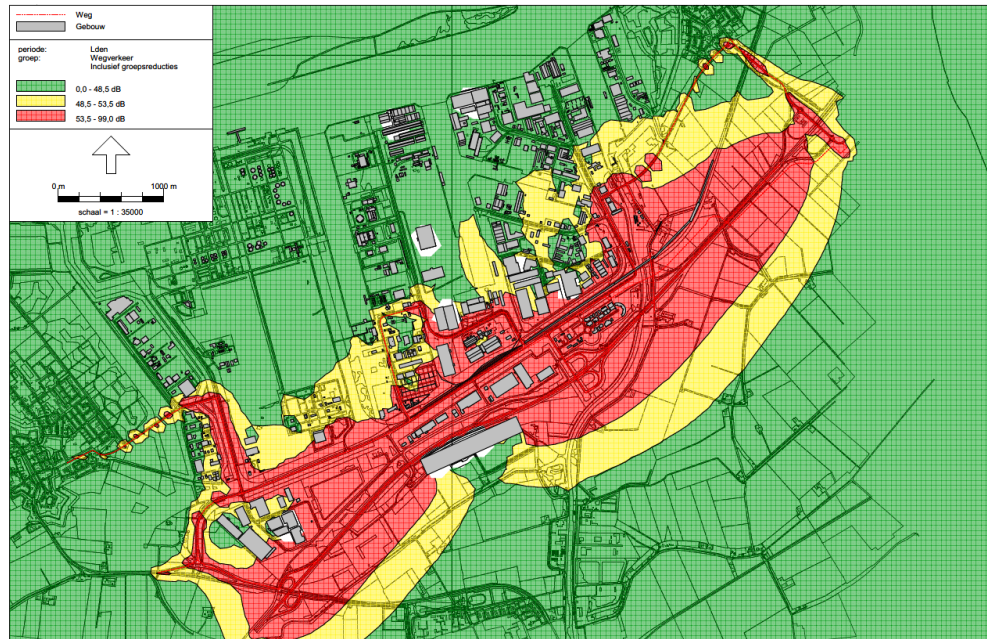 Weg
Gebouw
periode: Lden
groep: Wegverkeer
Inclusief groepsreducties
0,0 - 48,5 dB
48,5 - 53,5 dB
53,5 - 99,0 dB
0 m 1000 m
schaal = 1 : 35000